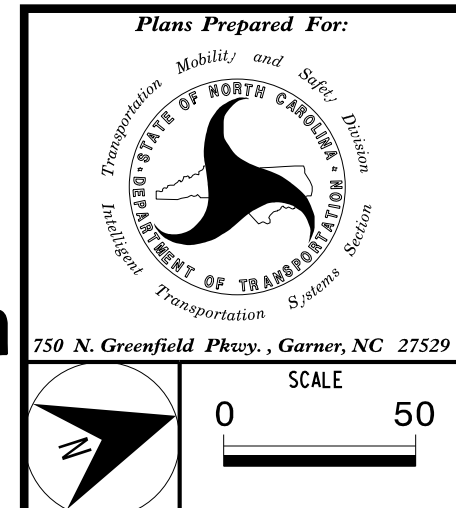 Plans Prepared For:
Transportation Mobility and Safety Division
STATE OF NORTH CAROLINA
DEPARTMENT OF TRANSPORTATION
Intelligent Transportation Systems Section
750 N. Greenfield Pkwy. , Garner, NC 27529
SCALE
0 50
N